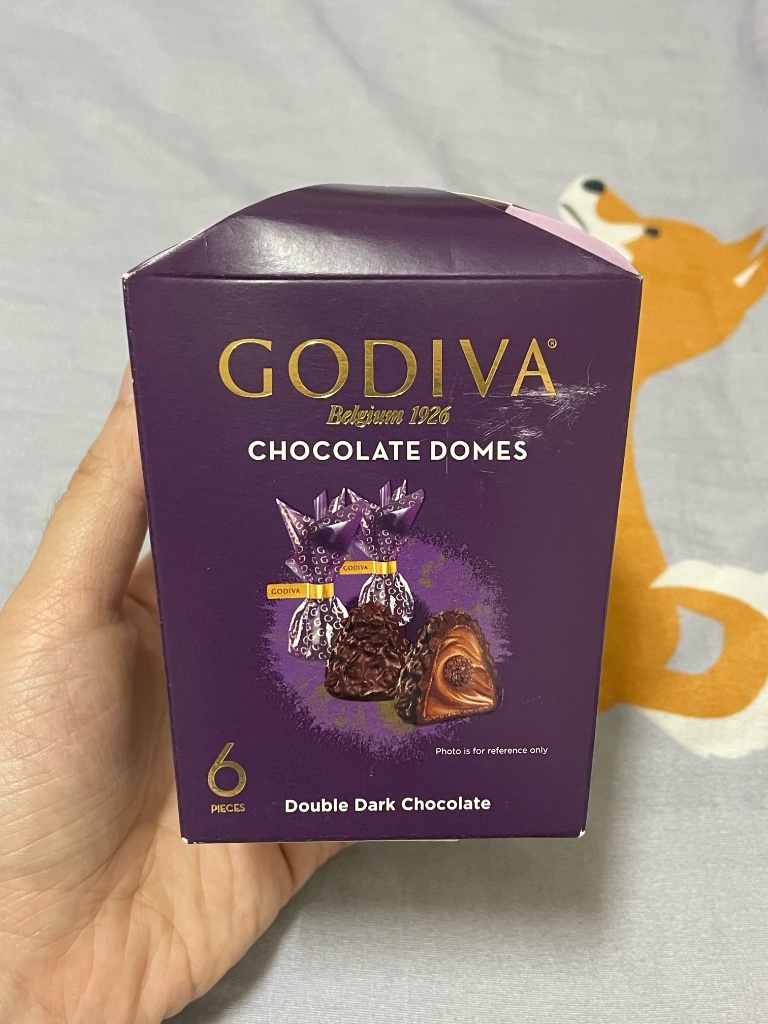 GODIVA®
Belgium 1926
CHOCOLATE DOMES
GODIVA
GODIVA
Photo is for reference only
6
PIECES
Double Dark Chocolate